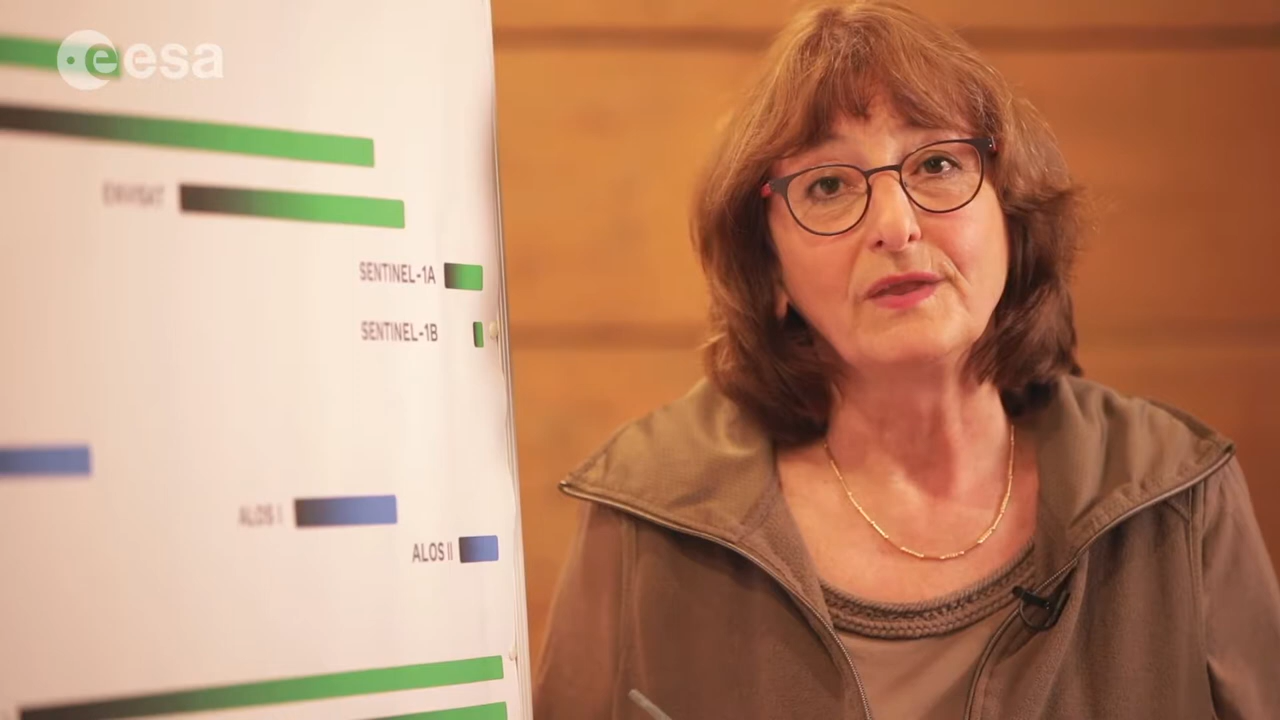 esa
ENVISAT
SENTINEL-1A
SENTINEL-1B
ALOS I
ALOS II